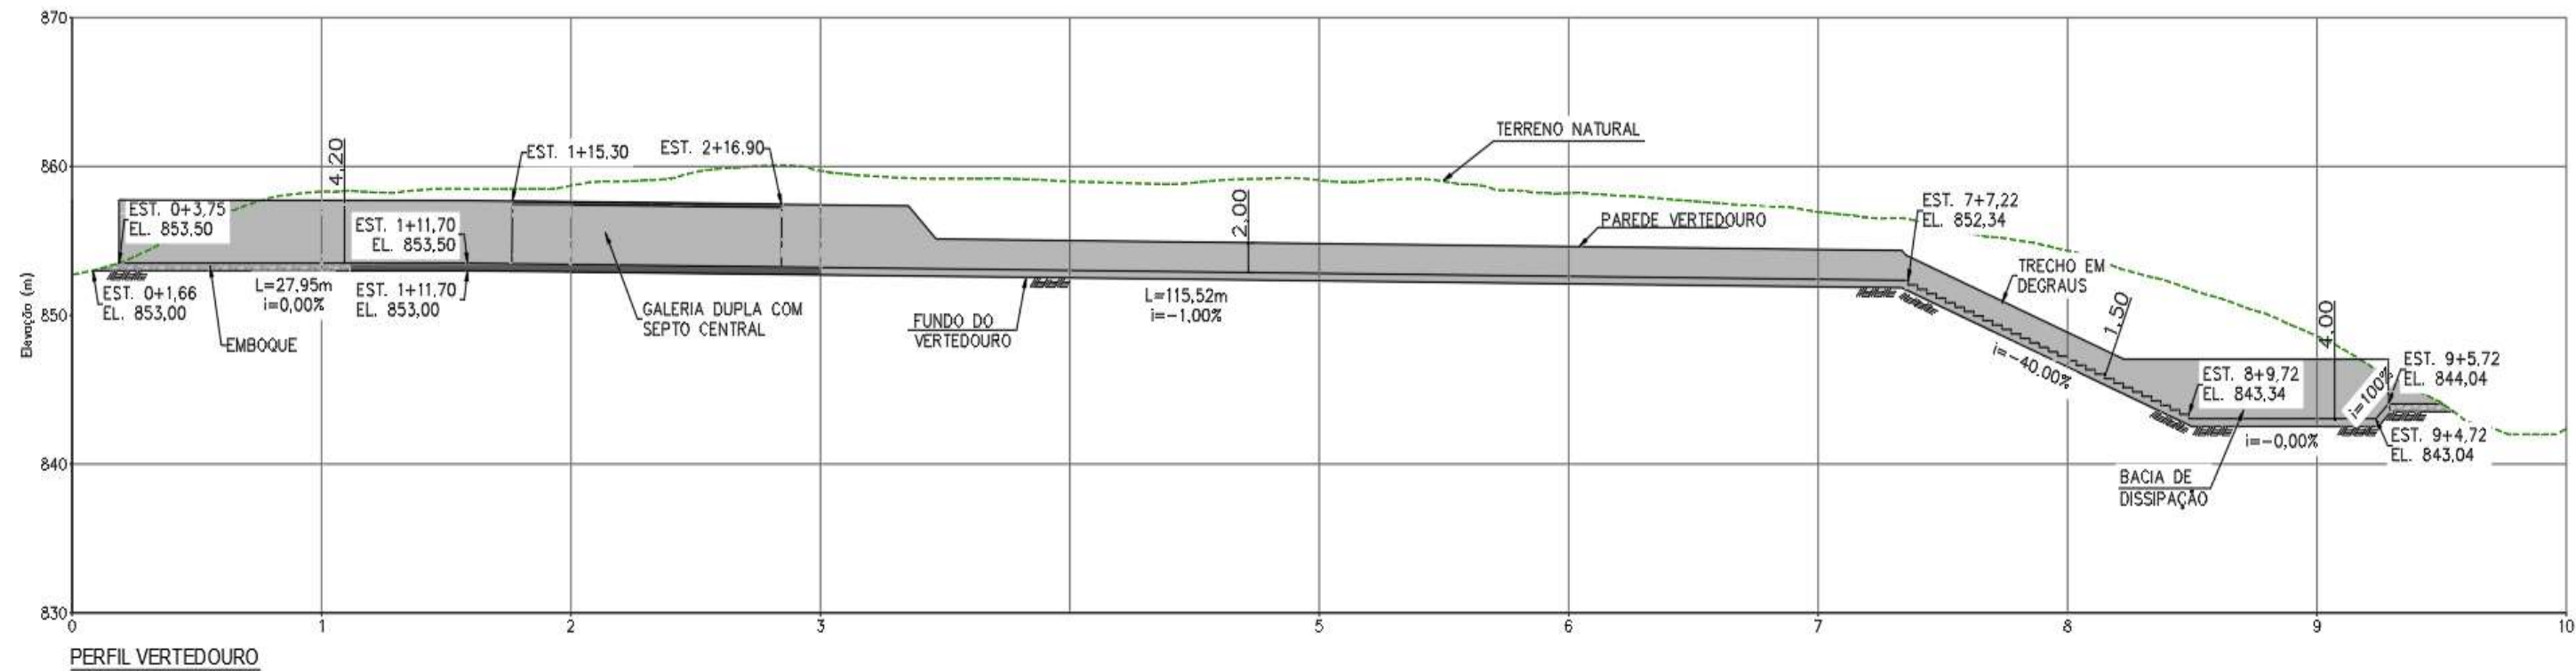 870
860
850
840
830
Elevação (m)
4,20
EST. 0+3,75
EL. 853,50
EST. 1+11,70
EL. 853,50
EST. 1+15,30
EST. 2+16,90
EST. 0+1,66
EL. 853,00
L=27,95m
i=0,00%
EST. 1+11,70
EL. 853,00
EMBOQUE
GALERIA DUPLA COM
SEPTO CENTRAL
FUNDO DO
VERTEDOURO
2,00
L=115,52m
i=-1,00%
TERRENO NATURAL
PAREDE VERTEDOURO
EST. 7+7,22
EL. 852,34
TRECHO EM
DEGRAUS
1,50
i=-40,00%
4,00
EST. 8+9,72
EL. 843,34
i=100%
EST. 9+5,72
EL. 844,04
i=-0,00%
EST. 9+4,72
EL. 843,04
BACIA DE
DISSIPAÇÃO
0 1 2 3 5 6 7 8 9 10
PERFIL VERTEDOURO